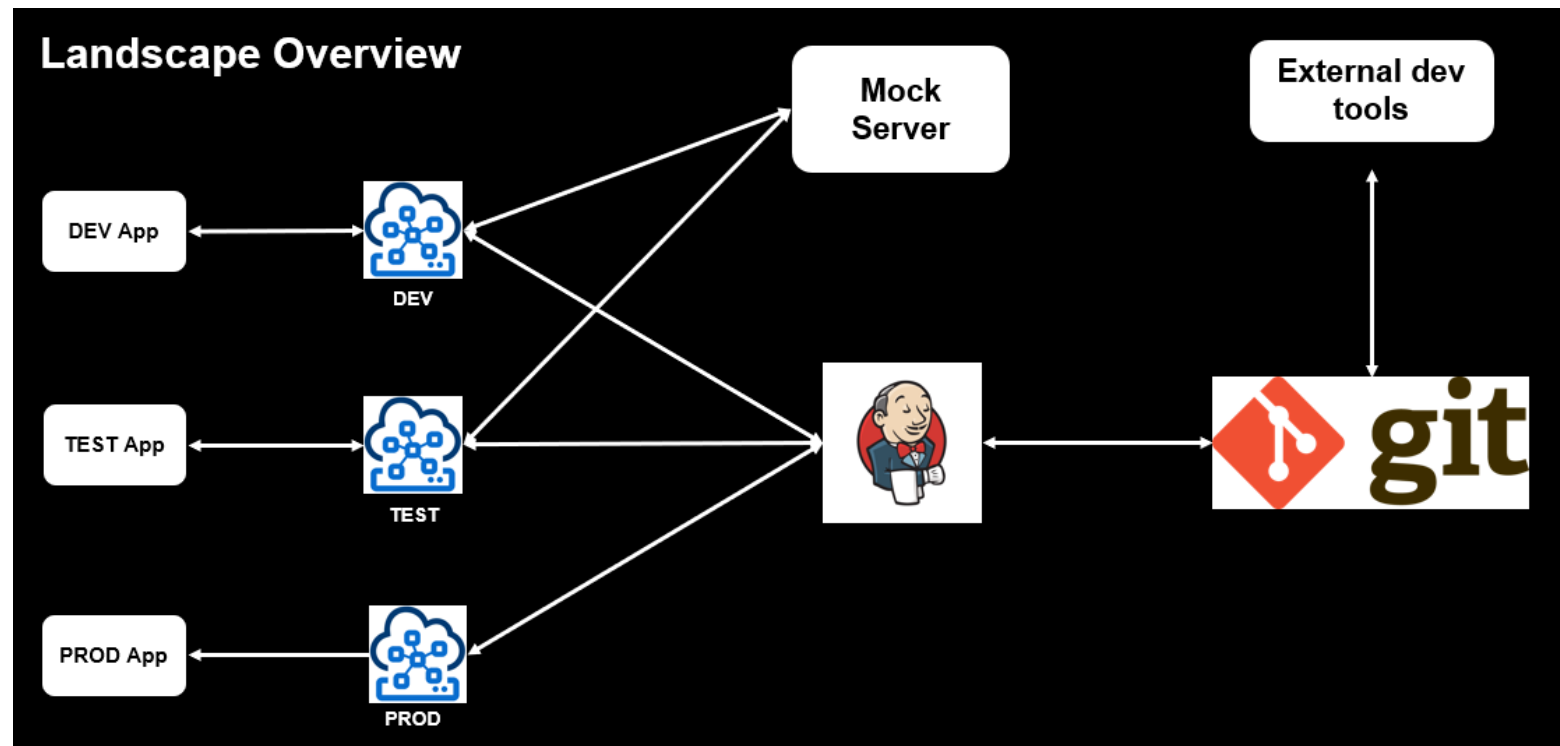 Landscape Overview
Mock
Server
External dev
tools
DEV App
DEV
TEST App
TEST
git
PROD App
PROD